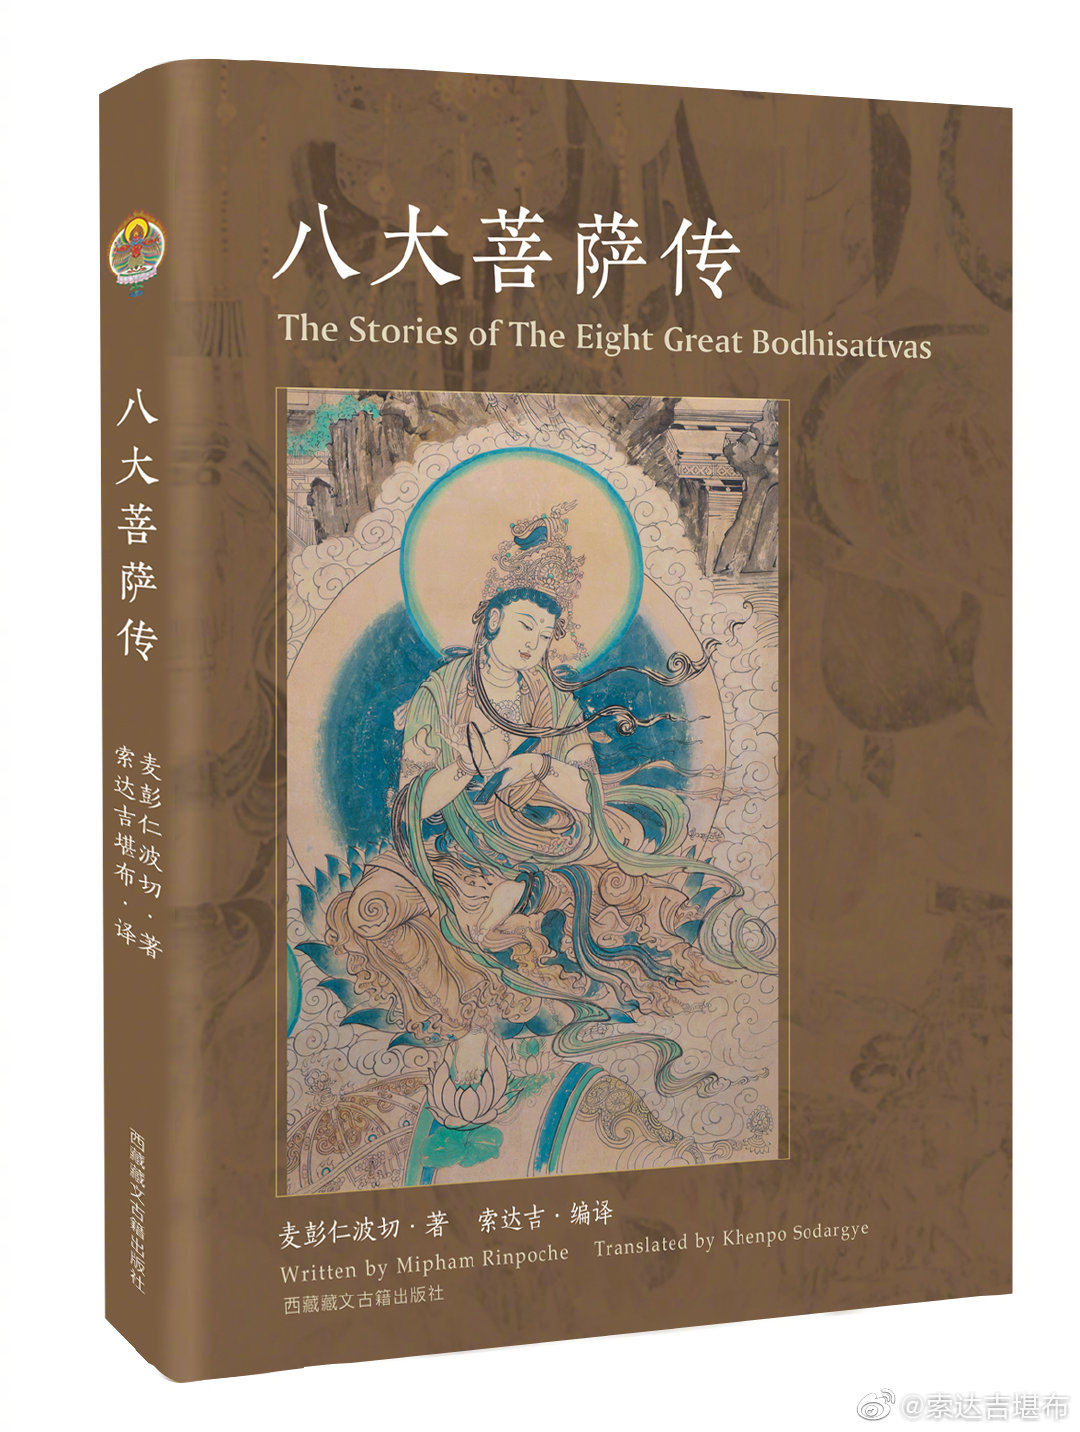 八大菩萨传
The Stories of The Eight Great Bodhisattvas
麦彭仁波切·著 索达吉·编译
Written by Mipham Rinpoche Translated by Khenpo Sodargye
西藏藏文古籍出版社
八大菩萨传
麦彭仁波切·著
索达吉堪布·译
西藏藏文古籍出版社
@索达吉堪布